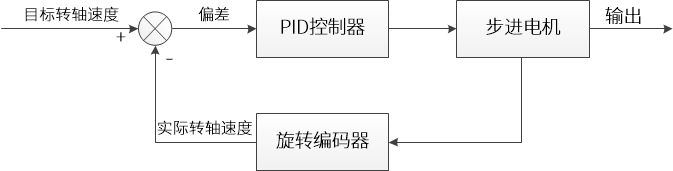 目标转轴速度
+
-
偏差
PID控制器
步进电机
输出
实际转轴速度
旋转编码器